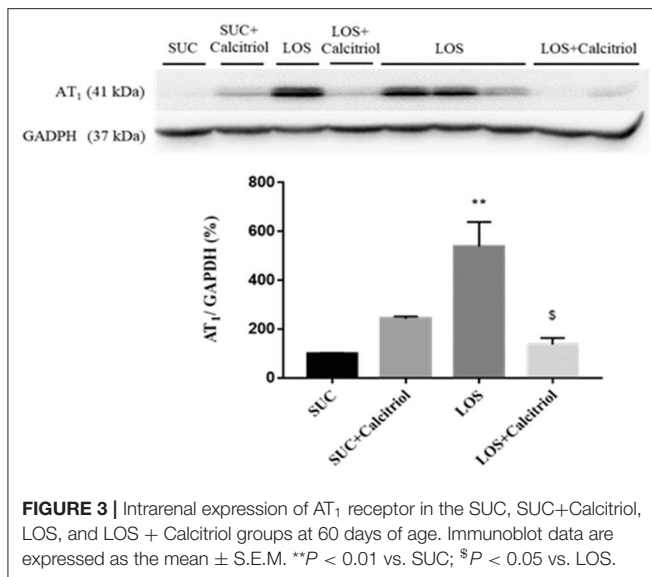 SUC SUC+ Calcitriol LOS LOS+ Calcitriol LOS LOS+Calcitriol
AT₁ (41 kDa)
GADPH (37 kDa)
800
600
400
200
0
AT₁/ GAPDH (%)
**
$
SUC
SUC+Calcitriol
LOS
LOS+Calcitriol
FIGURE 3 | Intrarenal expression of AT₁ receptor in the SUC, SUC+Calcitriol,
LOS, and LOS + Calcitriol groups at 60 days of age. Immunoblot data are
expressed as the mean ± S.E.M. **P < 0.01 vs. SUC; $P < 0.05 vs. LOS.